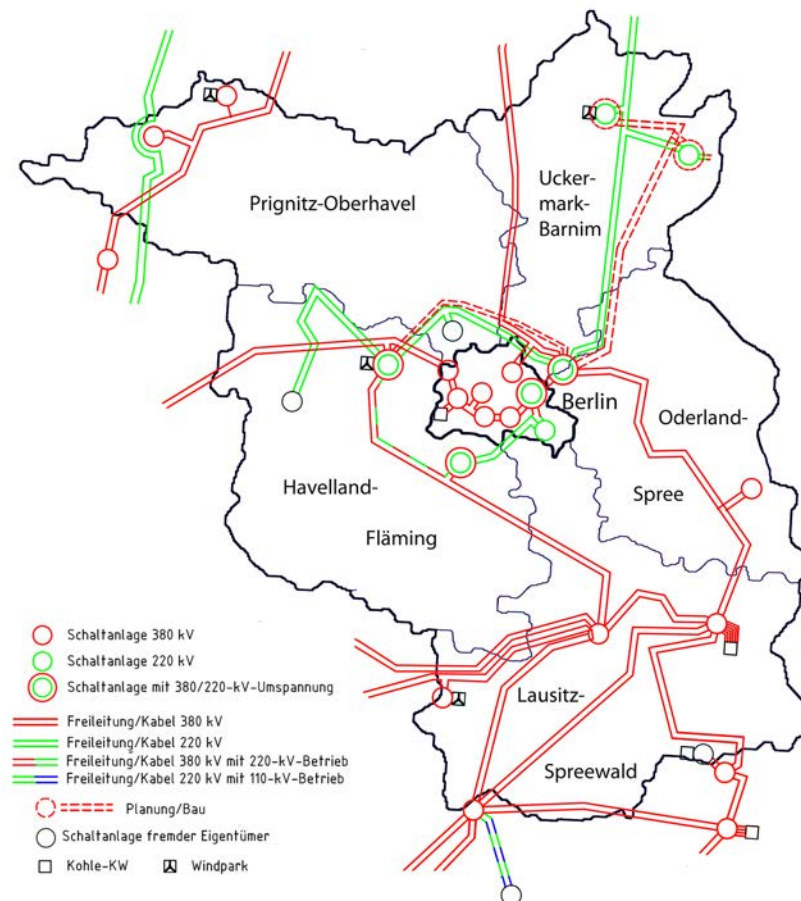 Prignitz-Oberhavel
Ucker-
mark-
Barnim
Berlin
Oderland-
Spree
Havelland-
Fläming
Lausitz-
Spreewald
Schaltanlage 380 kV
Schaltanlage 220 kV
Schaltanlage mit 380/220-kV-Umspannung
Freileitung/Kabel 380 kV
Freileitung/Kabel 220 kV
Freileitung/Kabel 380 kV mit 220-kV-Betrieb
Freileitung/Kabel 220 kV mit 110-kV-Betrieb
Planung/Bau
Schaltanlage fremder Eigentümer
Kohle-KW
Windpark